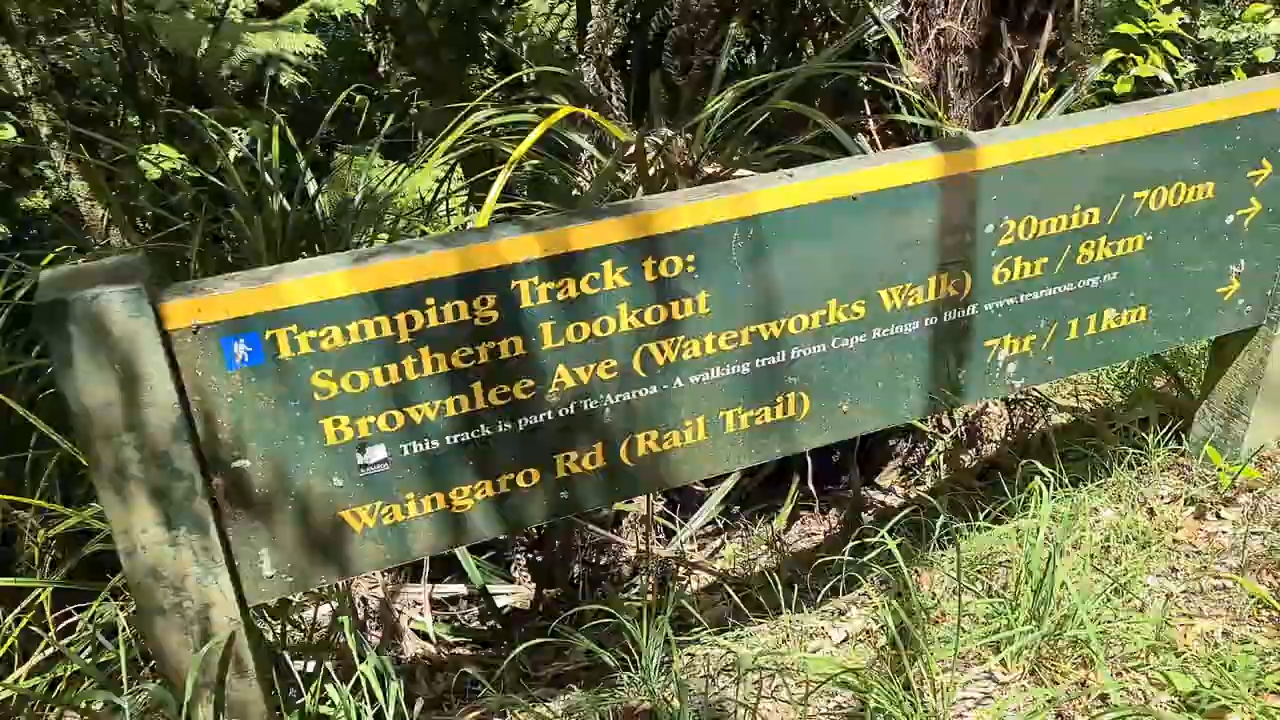 Tramping Track to:
Southern Lookout 20min / 700m →
Brownlee Ave (Waterworks Walk) 6hr / 8km →
This track is part of Te Araroa - A walking trail from Cape Reinga to Bluff. www.teararoa.org.nz
Waingaro Rd (Rail Trail) 7hr / 11km →